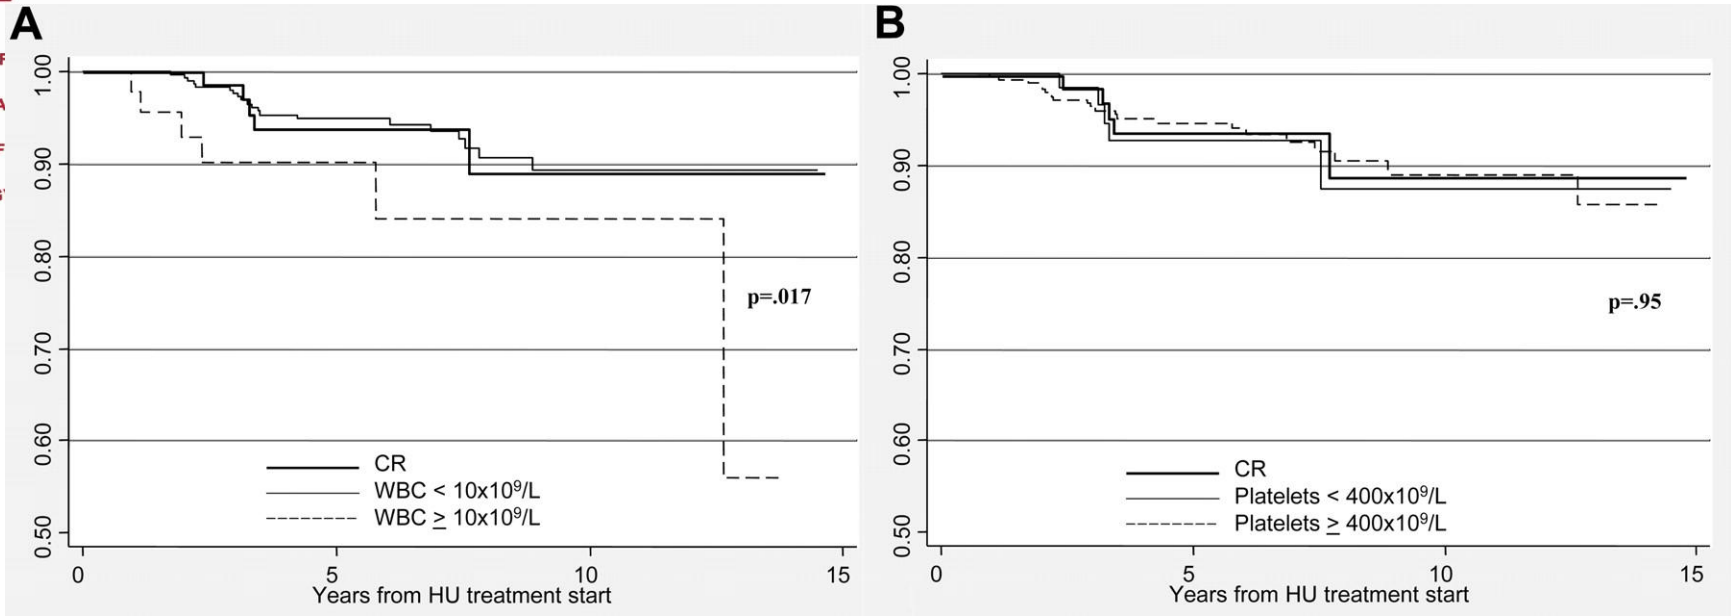 A
1.00
0.90
0.80
0.70
0.60
0.50
p=.017
CR
WBC < 10x10⁹/L
WBC ≥ 10x10⁹/L
0 5 10 15
Years from HU treatment start
B
1.00
0.90
0.80
0.70
0.60
0.50
p=.95
CR
Platelets < 400x10⁹/L
Platelets ≥ 400x10⁹/L
0 5 10 15
Years from HU treatment start